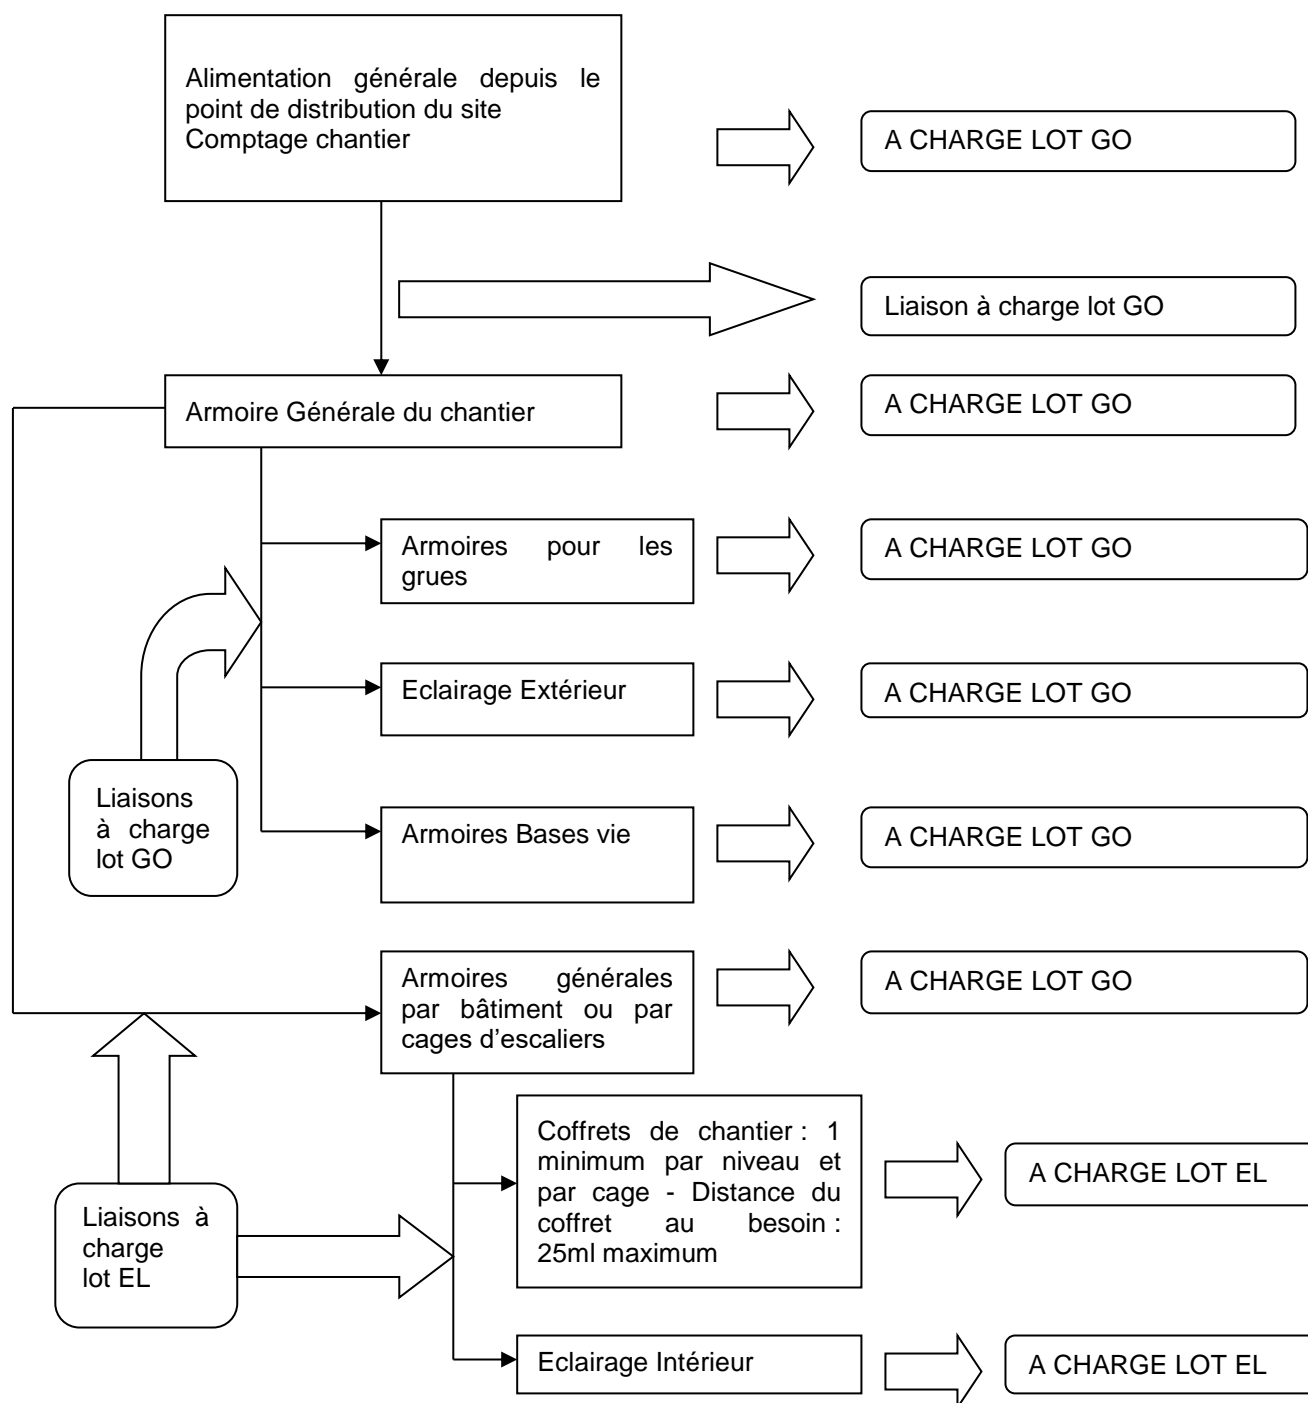 Alimentation générale depuis le
point de distribution du site
Comptage chantier
A CHARGE LOT GO
Liaison à charge lot GO
Armoire Générale du chantier
A CHARGE LOT GO
Armoires pour les
grues
A CHARGE LOT GO
Eclairage Extérieur
A CHARGE LOT GO
Liaisons
à charge
lot GO
Armoires Bases vie
A CHARGE LOT GO
Armoires générales
par bâtiment ou par
cages d’escaliers
A CHARGE LOT GO
Coffrets de chantier : 1
minimum par niveau et
par cage - Distance du
coffret au besoin :
25ml maximum
A CHARGE LOT EL
Liaisons à
charge
lot EL
Eclairage Intérieur
A CHARGE LOT EL